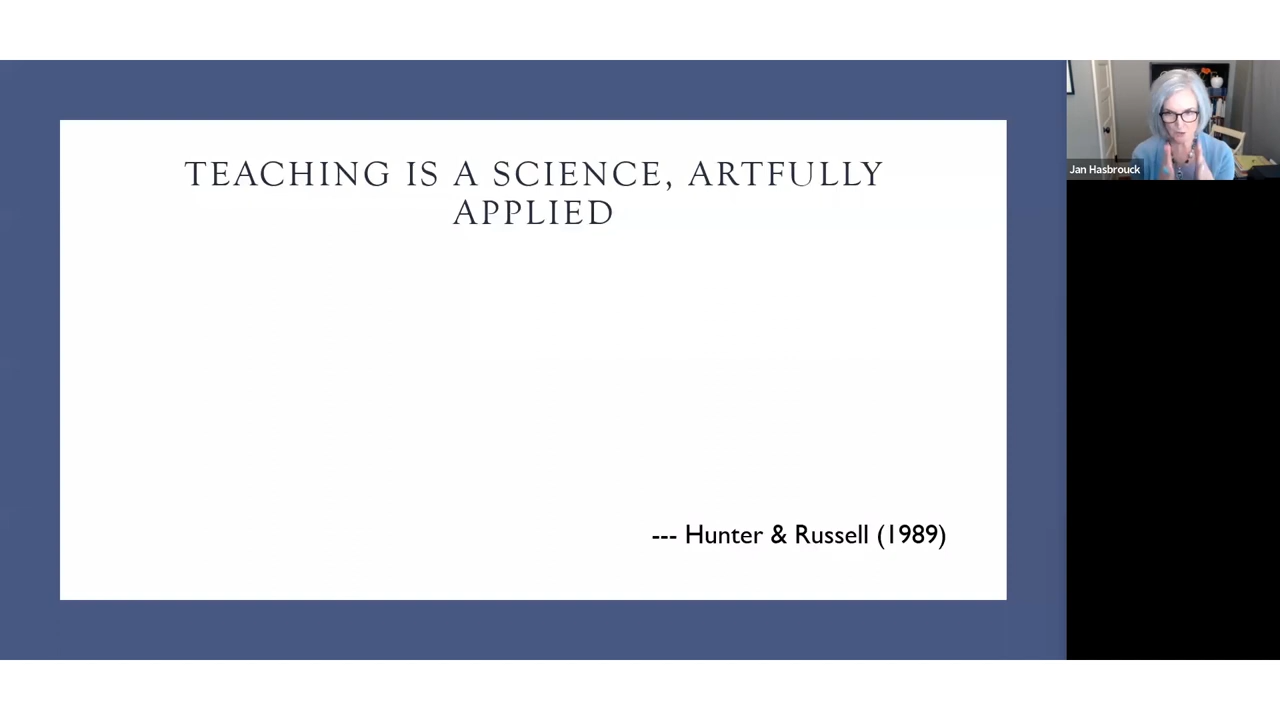 TEACHING IS A SCIENCE, ARTFULLY
APPLIED
--- Hunter & Russell (1989)
Jan Hasbrouck